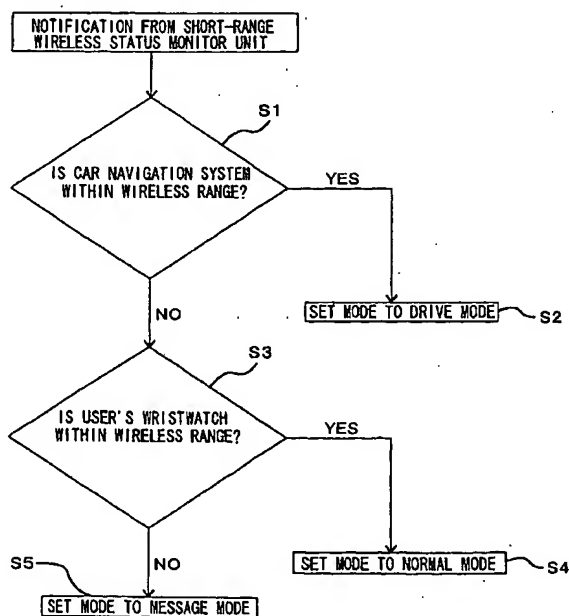 NOTIFICATION FROM SHORT-RANGE
WIRELESS STATUS MONITOR UNIT
S1
IS CAR NAVIGATION SYSTEM
WITHIN WIRELESS RANGE?
YES
SET MODE TO DRIVE MODE
S2
NO
S3
IS USER'S WRISTWATCH
WITHIN WIRELESS RANGE?
YES
SET MODE TO NORMAL MODE
S4
NO
S5
SET MODE TO MESSAGE MODE